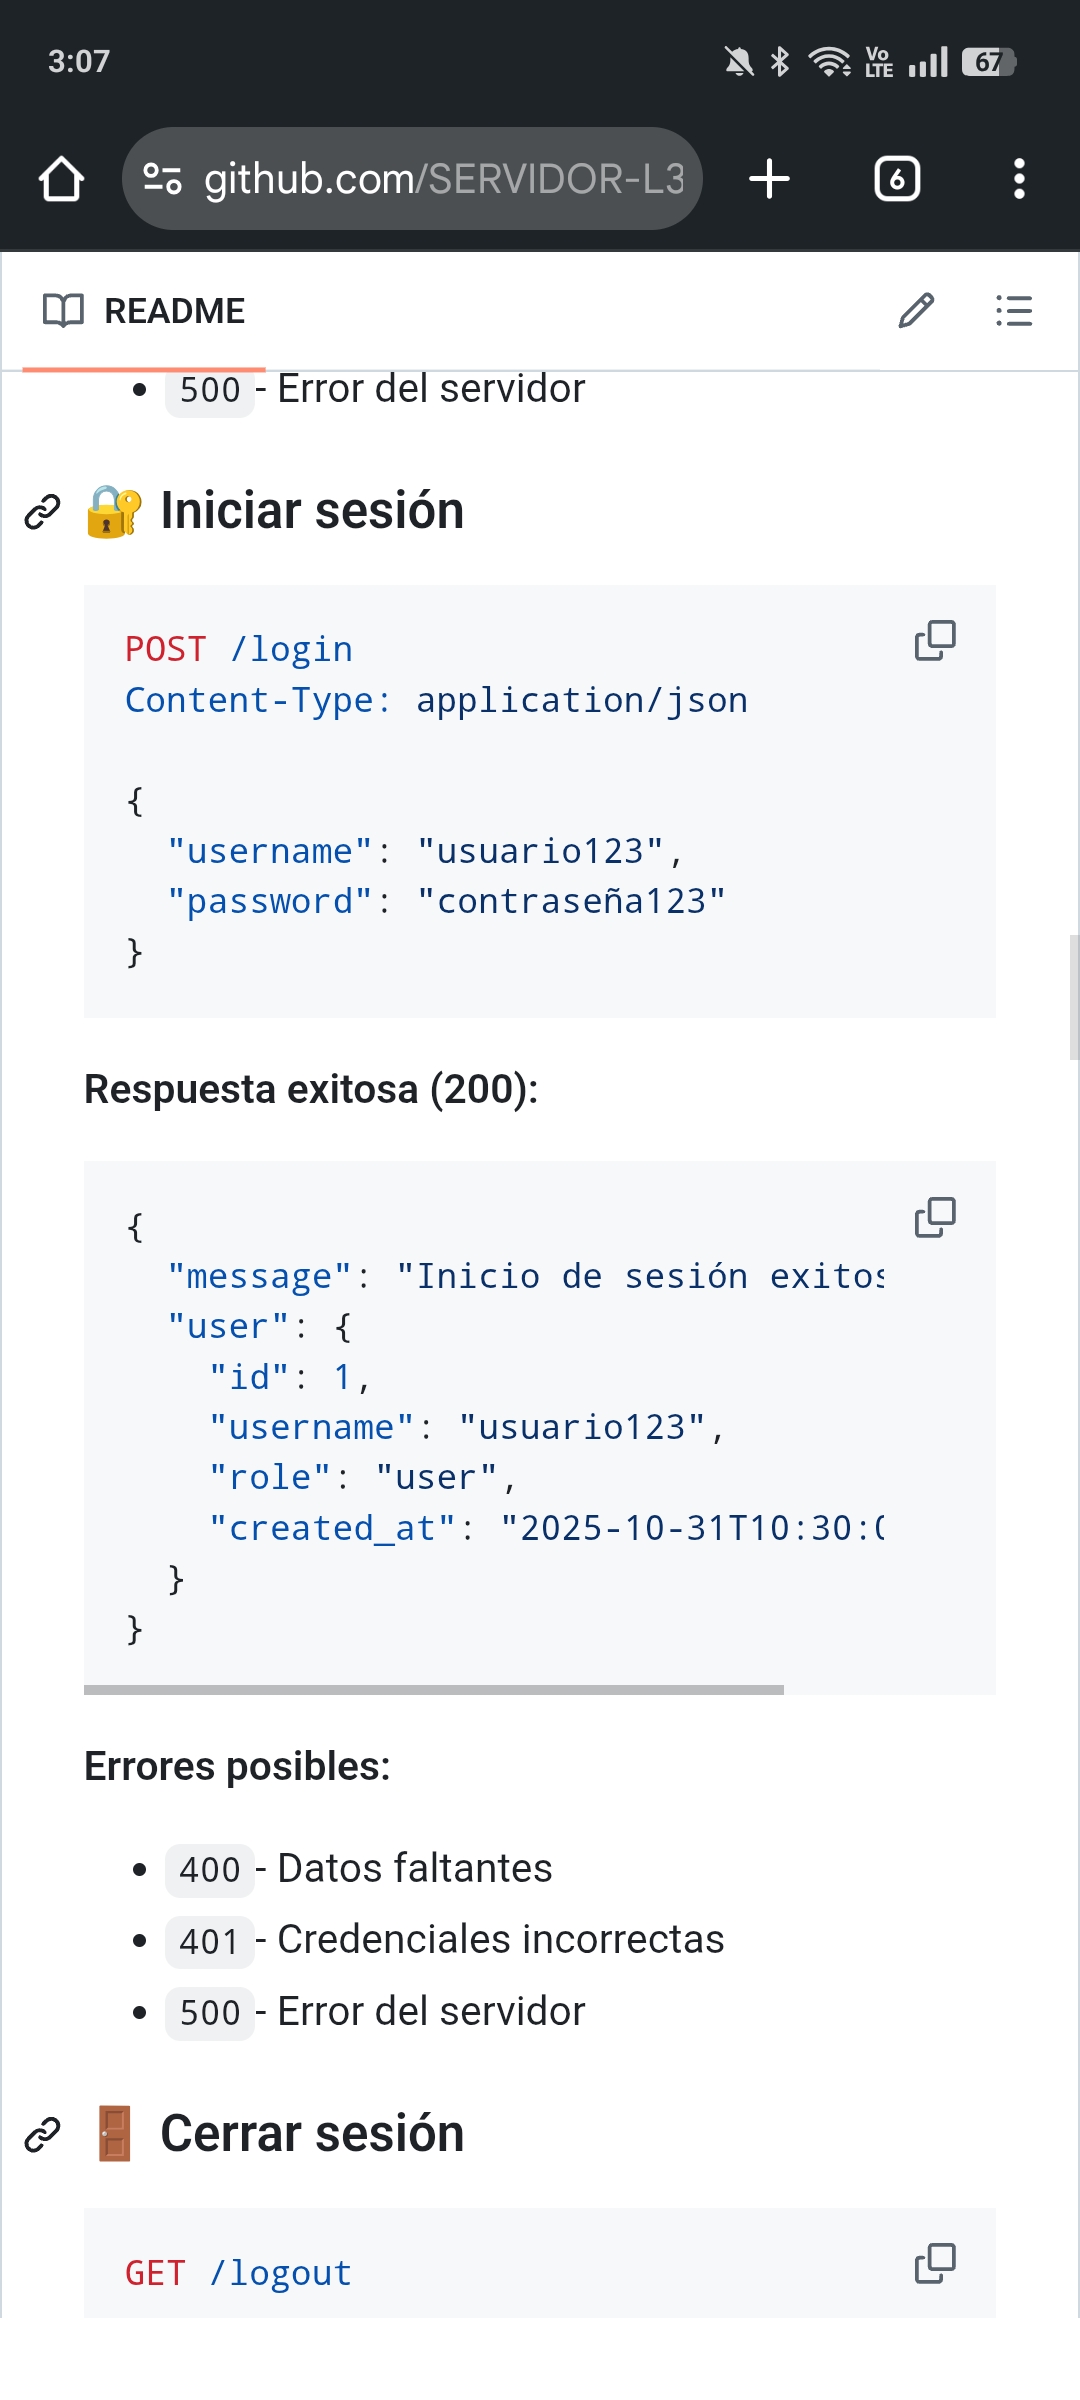 3:07
Vo
LTE
67
github.com/SERVIDOR-L3
6
README
500 - Error del servidor
Iniciar sesión
POST /login
Content-Type: application/json
{
"username": "usuario123",
"password": "contraseña123"
}
Respuesta exitosa (200):
{
"message": "Inicio de sesión exitos
"user": {
"id": 1,
"username": "usuario123",
"role": "user",
"created_at": "2025-10-31T10:30:0
}
}
Errores posibles:
400 - Datos faltantes
401 - Credenciales incorrectas
500 - Error del servidor
Cerrar sesión
GET /logout